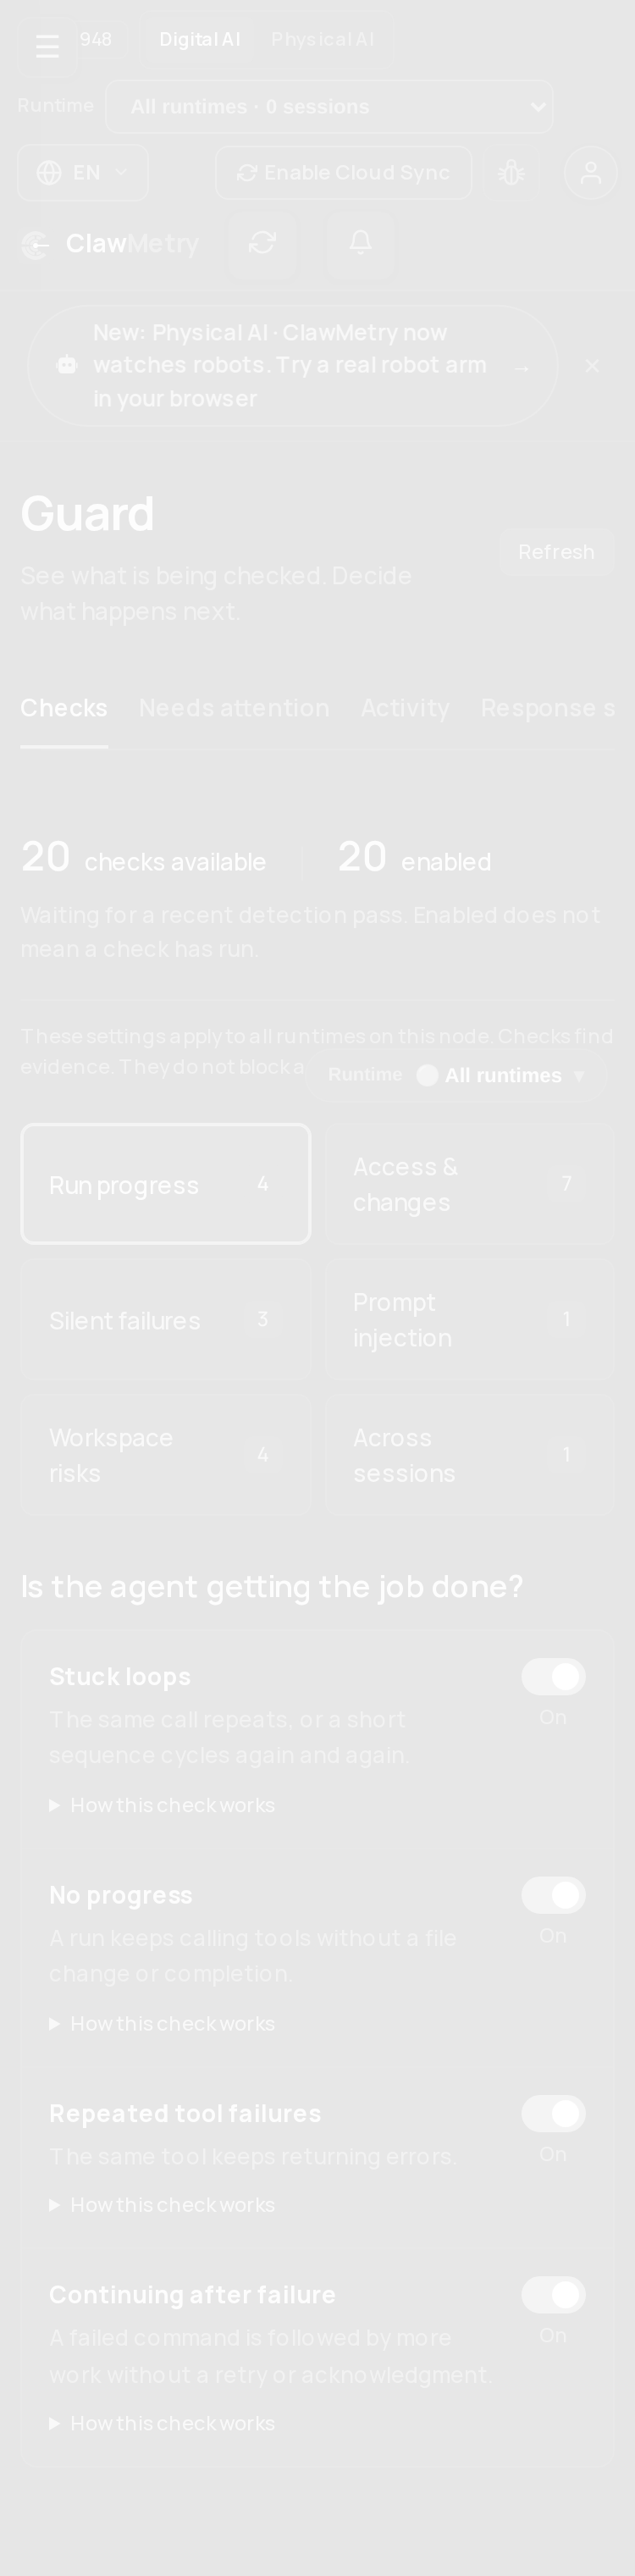 948
Digital AI
Physical AI
Runtime
All runtimes · 0 sessions
EN
Enable Cloud Sync
ClawMetry
New: Physical AI · ClawMetry now
watches robots. Try a real robot arm
in your browser
→
Guard
See what is being checked. Decide
what happens next.
Refresh
Checks
Needs attention
Activity
Response s
20 checks available
20 enabled
Waiting for a recent detection pass. Enabled does not
mean a check has run.
These settings apply to all runtimes on this node. Checks find
evidence. They do not block a
Runtime
All runtimes
Run progress
4
Access &
changes
7
Silent failures
3
Prompt
injection
1
Workspace
risks
4
Across
sessions
1
Is the agent getting the job done?
Stuck loops
On
The same call repeats, or a short
sequence cycles again and again.
How this check works
No progress
On
A run keeps calling tools without a file
change or completion.
How this check works
Repeated tool failures
On
The same tool keeps returning errors.
How this check works
Continuing after failure
On
A failed command is followed by more
work without a retry or acknowledgment.
How this check works